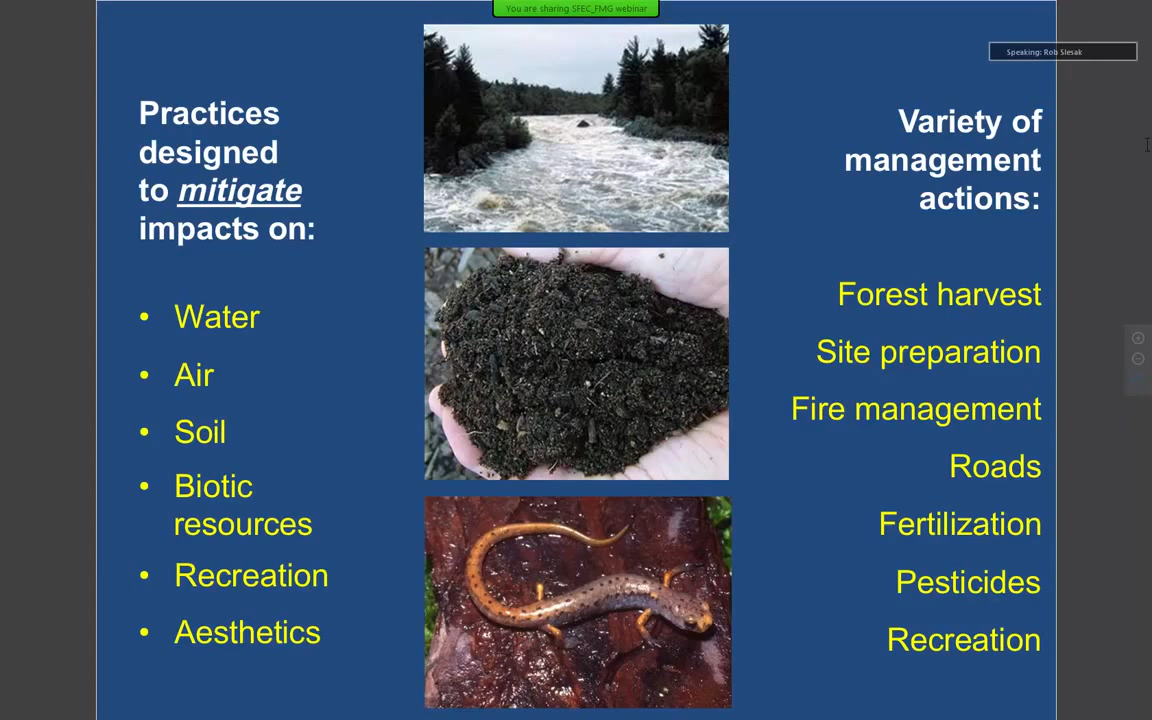 You are sharing SFEC_FMG webinar
Speaking: Rob Slesak
Practices
designed
to mitigate
impacts on:
• Water
• Air
• Soil
• Biotic
resources
• Recreation
• Aesthetics
Variety of
management
actions:
Forest harvest
Site preparation
Fire management
Roads
Fertilization
Pesticides
Recreation